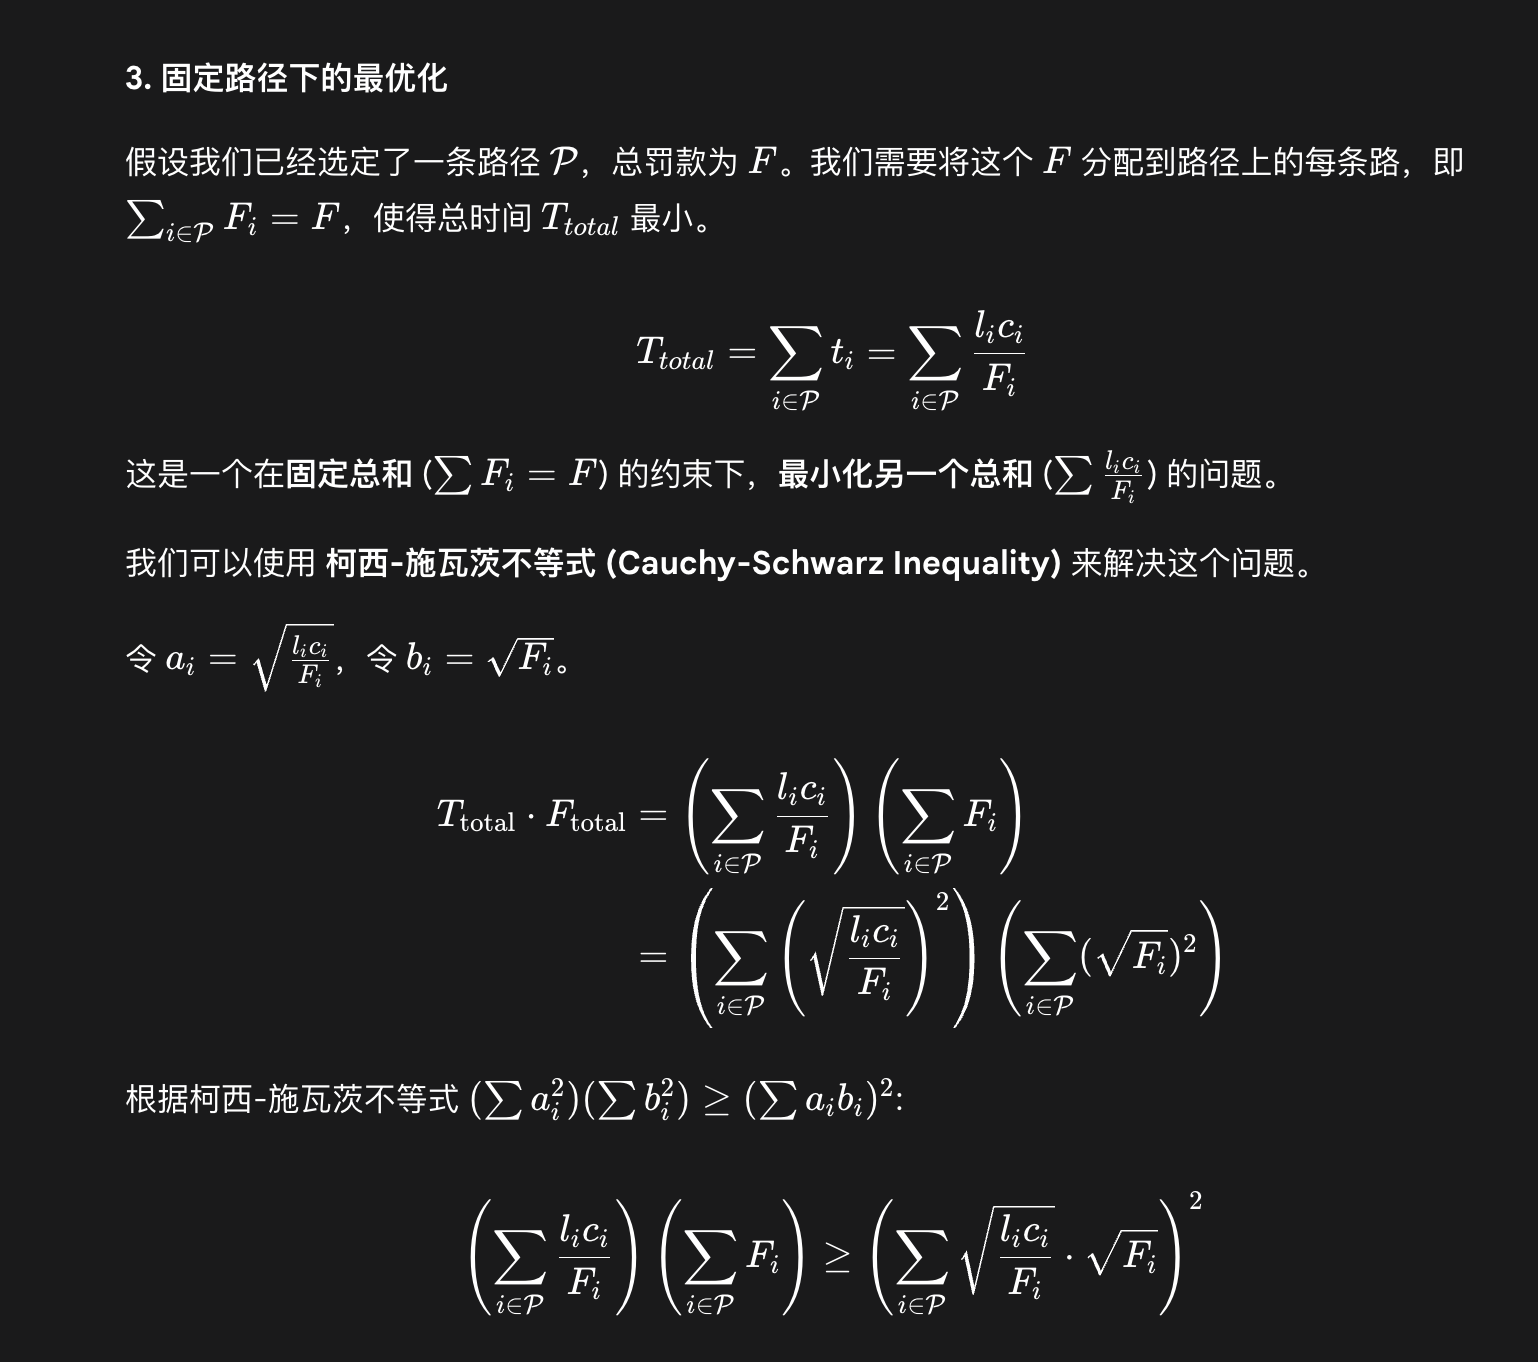 3. 固定路径下的最优化
假设我们已经选定了一条路径 $\mathcal{P}$，总罚款为 $F$。我们需要将这个 $F$ 分配到路径上的每条路，即
$\sum_{i \in \mathcal{P}} F_i = F$，使得总时间 $T_{total}$ 最小。
$T_{total} = \sum_{i \in \mathcal{P}} t_i = \sum_{i \in \mathcal{P}} \frac{l_i c_i}{F_i}$
这是一个在固定总和 ($\sum F_i = F$) 的约束下，最小化另一个总和 ($\sum \frac{l_i c_i}{F_i}$) 的问题。
我们可以使用 柯西-施瓦茨不等式 (Cauchy-Schwarz Inequality) 来解决这个问题。
令 $a_i = \sqrt{\frac{l_i c_i}{F_i}}$，令 $b_i = \sqrt{F_i}$。
$T_{\text{total}} \cdot F_{\text{total}} = \left( \sum_{i \in \mathcal{P}} \frac{l_i c_i}{F_i} \right) \left( \sum_{i \in \mathcal{P}} F_i \right)$
$= \left( \sum_{i \in \mathcal{P}} \left( \sqrt{\frac{l_i c_i}{F_i}} \right)^2 \right) \left( \sum_{i \in \mathcal{P}} (\sqrt{F_i})^2 \right)$
根据柯西-施瓦茨不等式 $(\sum a_i^2)(\sum b_i^2) \geq (\sum a_i b_i)^2$:
$\left( \sum_{i \in \mathcal{P}} \frac{l_i c_i}{F_i} \right) \left( \sum_{i \in \mathcal{P}} F_i \right) \geq \left( \sum_{i \in \mathcal{P}} \sqrt{\frac{l_i c_i}{F_i}} \cdot \sqrt{F_i} \right)^2$